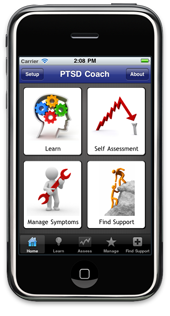 Carrier 2:08 PM
Setup PTSD Coach About
Learn Self Assessment
Manage Symptoms Find Support
Home Learn Assess Manage Find Support